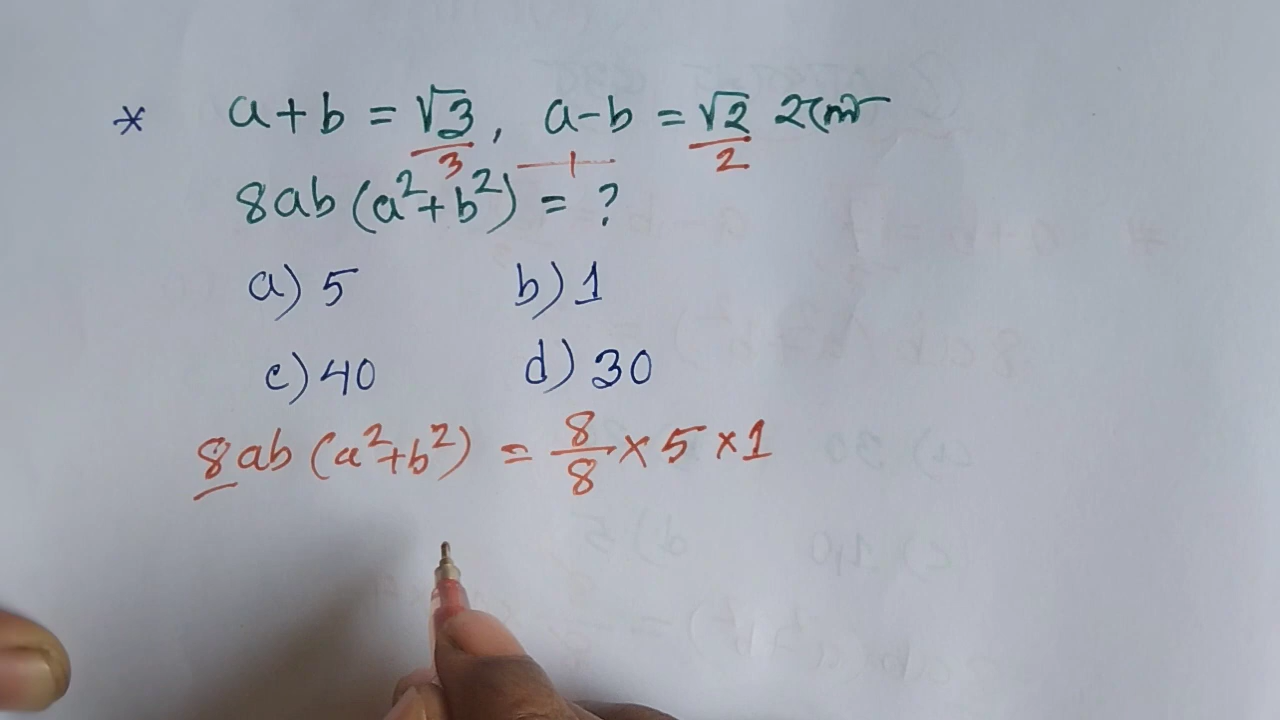 * a+b = √3, a-b = √2 হলে
3 1 2
8ab(a²+b²) = ?
a) 5 b) 1
c) 40 d) 30
8ab(a²+b²) = 8/8 × 5 × 1